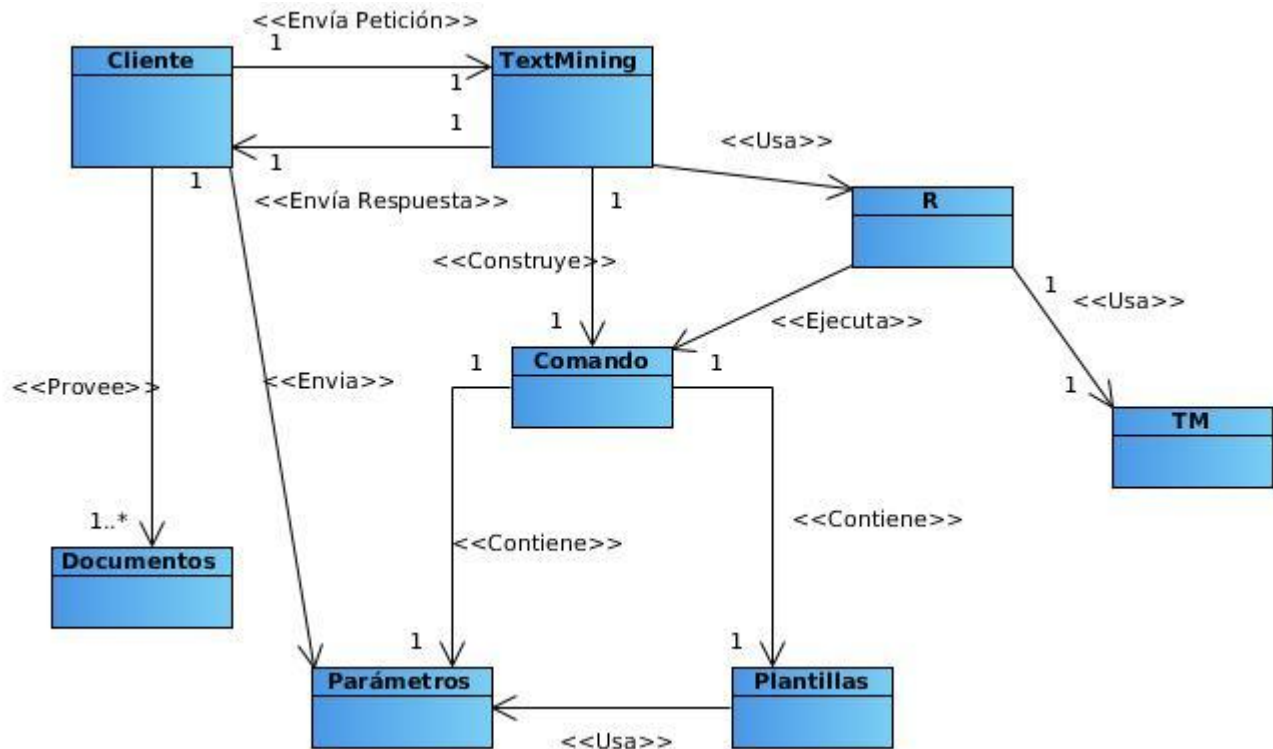 <<Envía Petición>>
1
Cliente
TextMining
1
1
1
<<Usa>>
1
<<Envía Respuesta>>
1
R
<<Construye>>
1
<<Usa>>
1
<<Ejecuta>>
Comando
1
1
<<Provee>>
<<Envia>>
1
TM
1..*
<<Contiene>>
<<Contiene>>
Documentos
1
1
Parámetros
Plantillas
<<Usa>>